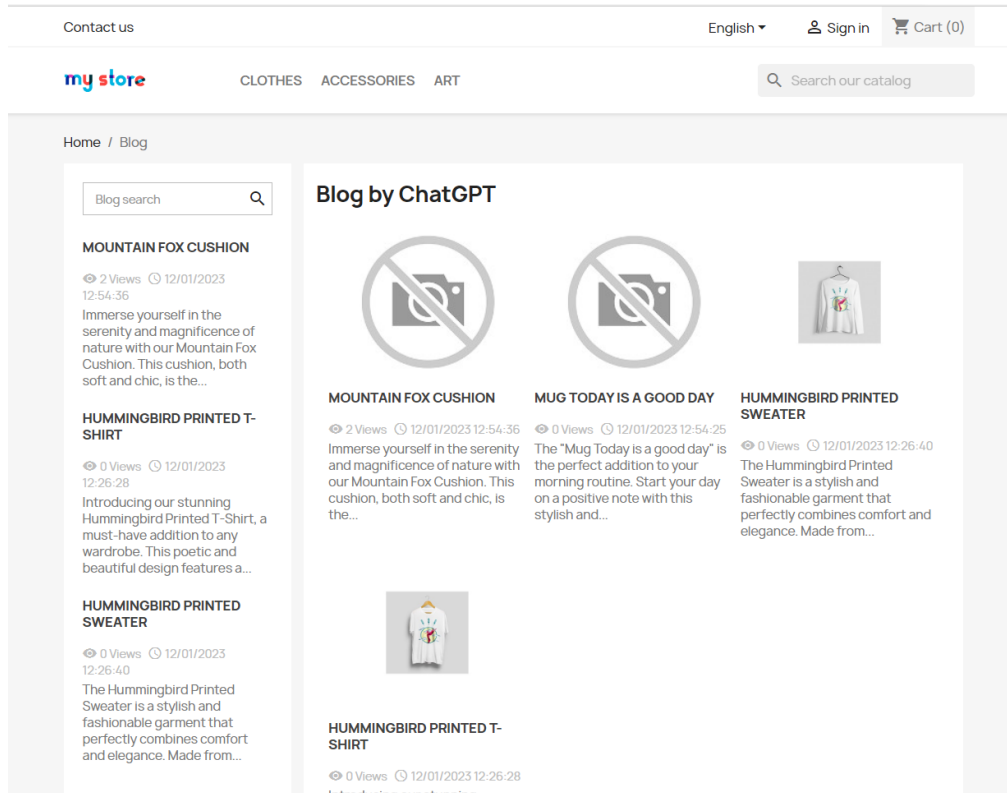 Contact us
English
Sign in
Cart (0)
my store
CLOTHES ACCESSORIES ART
Search our catalog
Home / Blog
Blog search
MOUNTAIN FOX CUSHION
2 Views 12/01/2023
12:54:36
Immerse yourself in the
serenity and magnificence of
nature with our Mountain Fox
Cushion. This cushion, both
soft and chic, is the...
HUMMINGBIRD PRINTED T-
SHIRT
0 Views 12/01/2023
12:26:28
Introducing our stunning
Hummingbird Printed T-Shirt, a
must-have addition to any
wardrobe. This poetic and
beautiful design features a...
HUMMINGBIRD PRINTED
SWEATER
0 Views 12/01/2023
12:26:40
The Hummingbird Printed
Sweater is a stylish and
fashionable garment that
perfectly combines comfort
and elegance. Made from...
Blog by ChatGPT
MOUNTAIN FOX CUSHION
2 Views 12/01/2023 12:54:36
Immerse yourself in the serenity
and magnificence of nature with
our Mountain Fox Cushion. This
cushion, both soft and chic, is
the...
MUG TODAY IS A GOOD DAY
0 Views 12/01/2023 12:54:25
The "Mug Today is a good day" is
the perfect addition to your
morning routine. Start your day
on a positive note with this
stylish and...
HUMMINGBIRD PRINTED
SWEATER
0 Views 12/01/2023 12:26:40
The Hummingbird Printed
Sweater is a stylish and
fashionable garment that
perfectly combines comfort and
elegance. Made from...
HUMMINGBIRD PRINTED T-
SHIRT
0 Views 12/01/2023 12:26:28